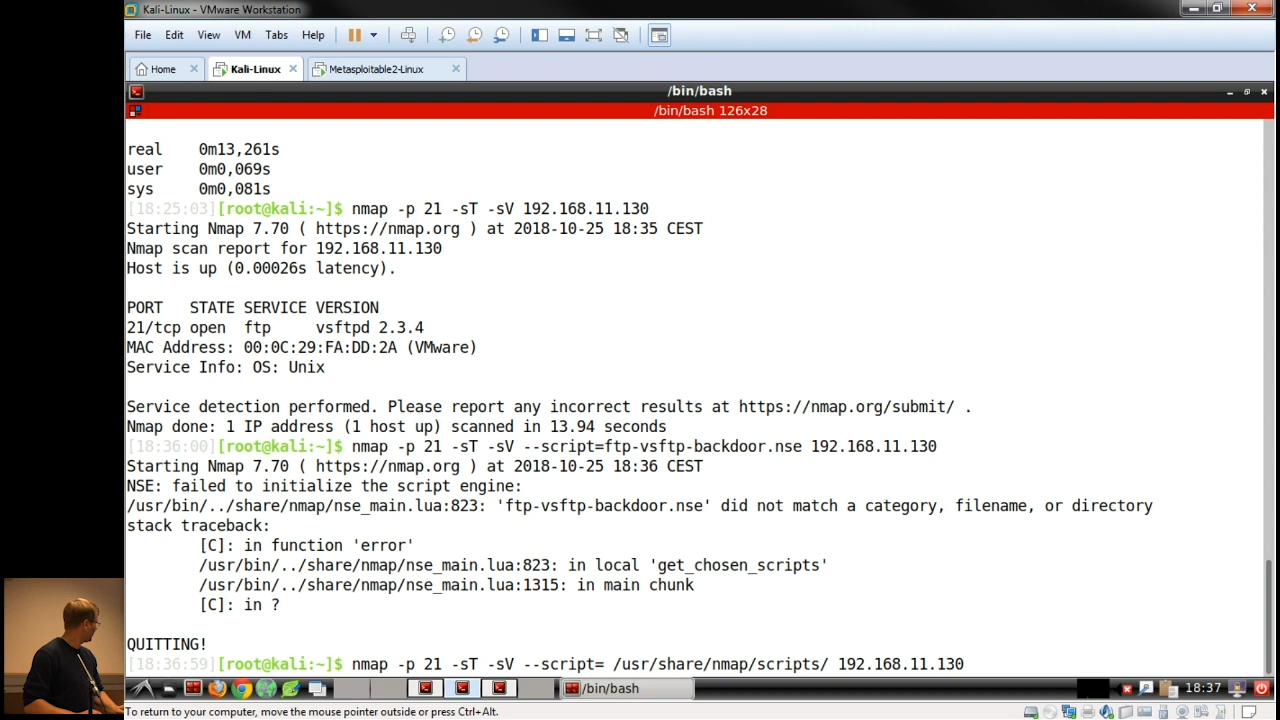 Kali-Linux - VMware Workstation
File Edit View VM Tabs Help
Home Kali-Linux Metasploitable2-Linux
/bin/bash
/bin/bash 126x28
real 0m13,261s
user 0m0,069s
sys 0m0,081s
[18:25:03][root@kali:~]$ nmap -p 21 -sT -sV 192.168.11.130
Starting Nmap 7.70 ( https://nmap.org ) at 2018-10-25 18:35 CEST
Nmap scan report for 192.168.11.130
Host is up (0.00026s latency).
PORT STATE SERVICE VERSION
21/tcp open ftp vsftpd 2.3.4
MAC Address: 00:0C:29:FA:DD:2A (VMware)
Service Info: OS: Unix
Service detection performed. Please report any incorrect results at https://nmap.org/submit/ .
Nmap done: 1 IP address (1 host up) scanned in 13.94 seconds
[18:36:00][root@kali:~]$ nmap -p 21 -sT -sV --script=ftp-vsftp-backdoor.nse 192.168.11.130
Starting Nmap 7.70 ( https://nmap.org ) at 2018-10-25 18:36 CEST
NSE: failed to initialize the script engine:
/usr/bin/../share/nmap/nse_main.lua:823: 'ftp-vsftp-backdoor.nse' did not match a category, filename, or directory
stack traceback:
[C]: in function 'error'
/usr/bin/../share/nmap/nse_main.lua:823: in local 'get_chosen_scripts'
/usr/bin/../share/nmap/nse_main.lua:1315: in main chunk
[C]: in ?
QUITTING!
[18:36:59][root@kali:~]$ nmap -p 21 -sT -sV --script= /usr/share/nmap/scripts/ 192.168.11.130
/bin/bash 18:37
To return to your computer, move the mouse pointer outside or press Ctrl+Alt.